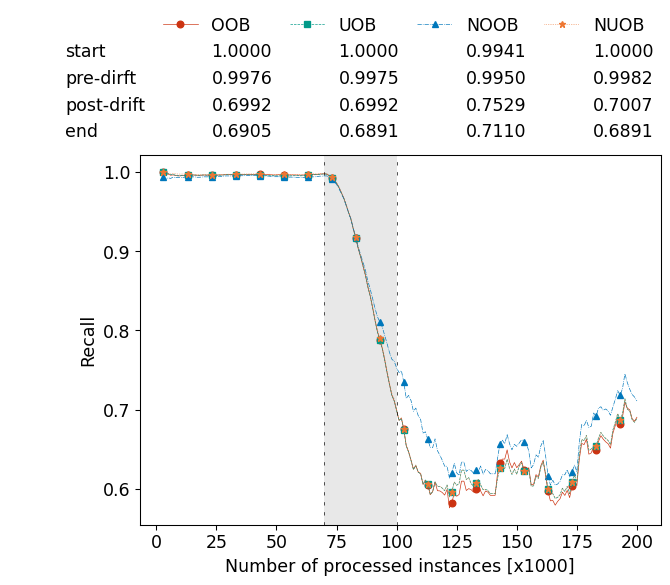 OOB UOB NOOB NUOB
start 1.0000 1.0000 0.9941 1.0000
pre-dirft 0.9976 0.9975 0.9950 0.9982
post-drift 0.6992 0.6992 0.7529 0.7007
end 0.6905 0.6891 0.7110 0.6891
1.0
0.9
0.8
0.7
0.6
Recall
0 25 50 75 100 125 150 175 200
Number of processed instances [x1000]